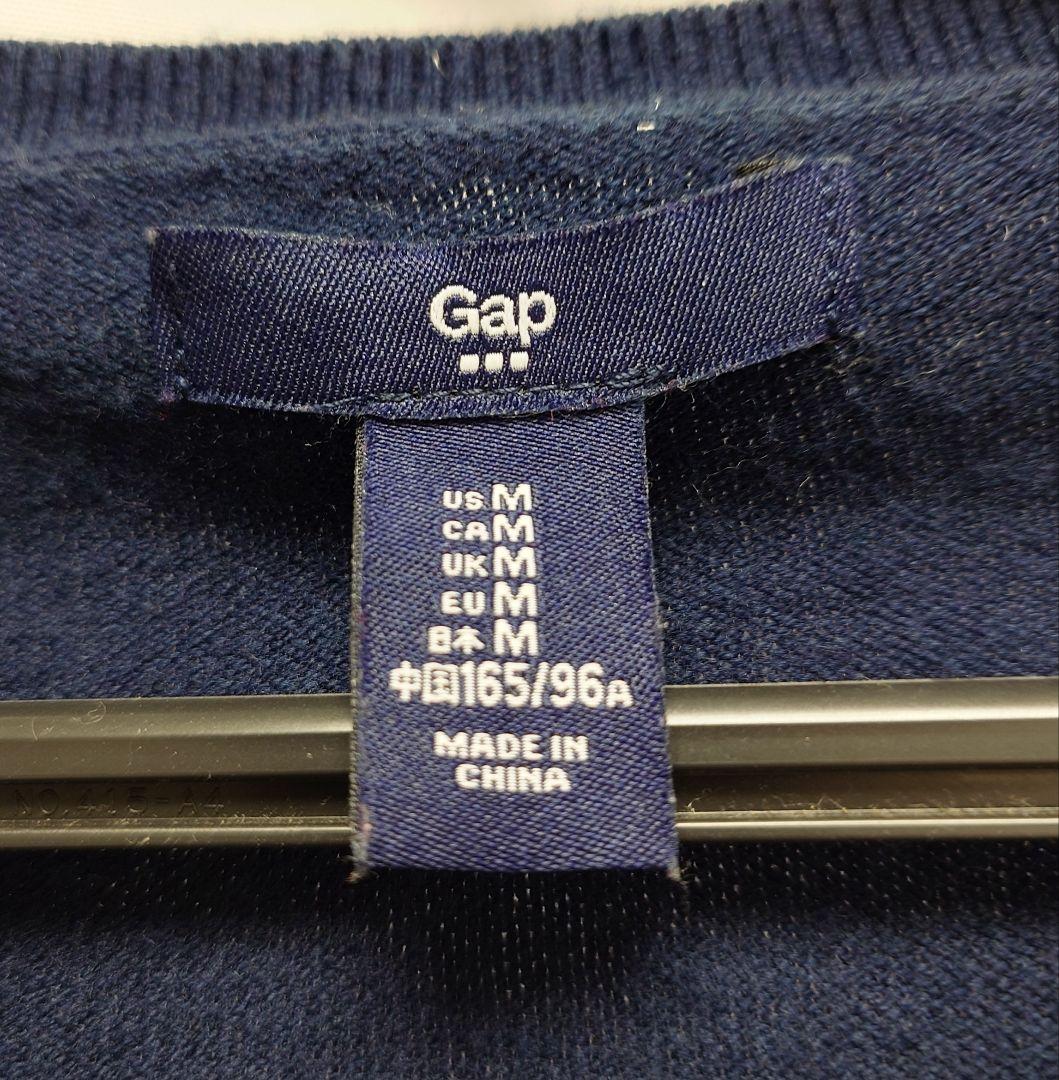 Gap
US M
CA M
UK M
EU M
日本 M
中国165/96A
MADE IN
CHINA
NO.415-A4